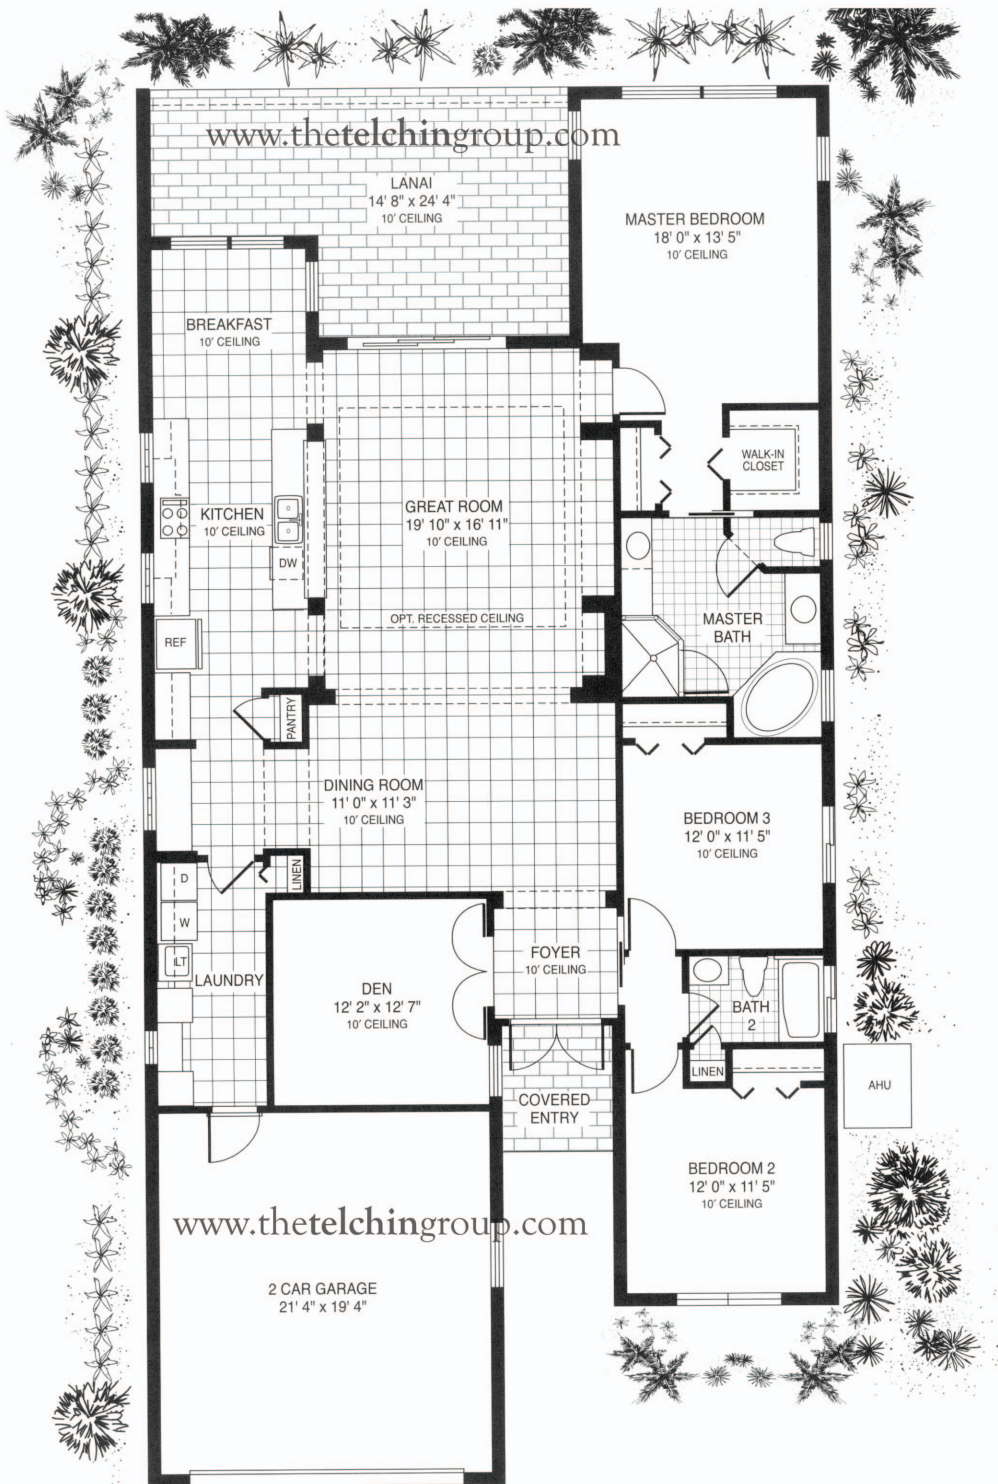 www.thetelchingroup.com
LANAI
14' 8" x 24' 4"
10' CEILING
MASTER BEDROOM
18' 0" x 13' 5"
10' CEILING
BREAKFAST
10' CEILING
WALK-IN
CLOSET
KITCHEN
10' CEILING
GREAT ROOM
19' 10" x 16' 11"
10' CEILING
DW
OPT. RECESSED CEILING
REF
MASTER
BATH
PANTRY
DINING ROOM
11' 0" x 11' 3"
10' CEILING
BEDROOM 3
12' 0" x 11' 5"
10' CEILING
D
LINEN
W
LT
LAUNDRY
DEN
12' 2" x 12' 7"
10' CEILING
FOYER
10' CEILING
BATH
2
LINEN
AHU
COVERED
ENTRY
BEDROOM 2
12' 0" x 11' 5"
10' CEILING
www.thetelchingroup.com
2 CAR GARAGE
21' 4" x 19' 4"